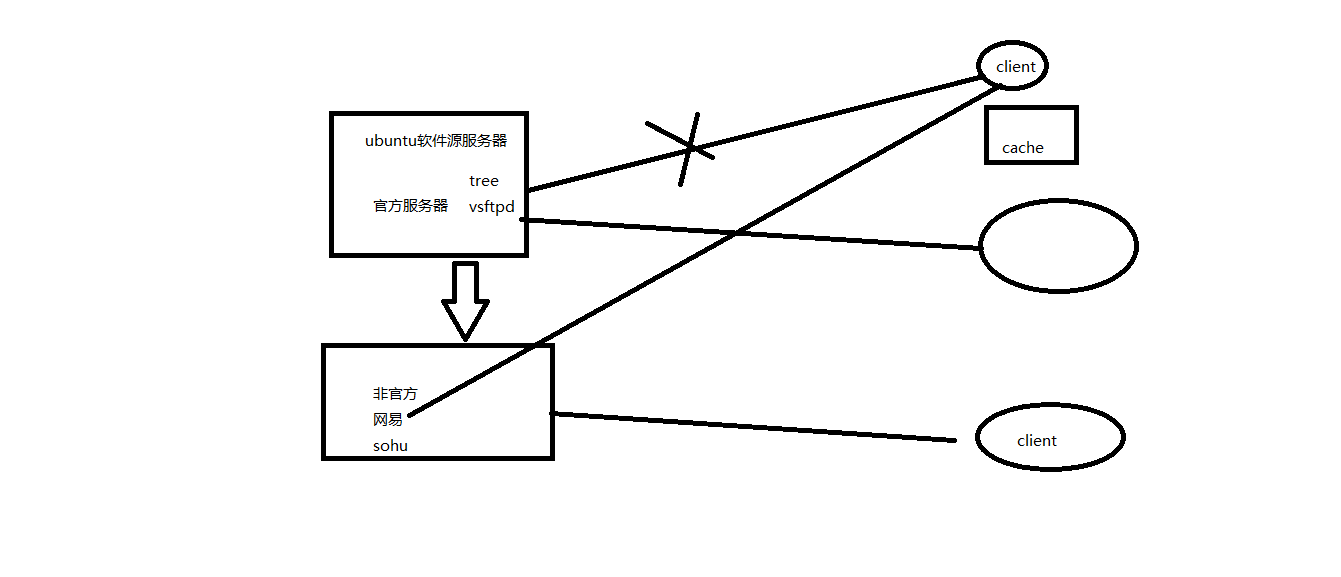 client
ubuntu软件源服务器
cache
tree
官方服务器 vsftpd
非官方
网易
sohu
client